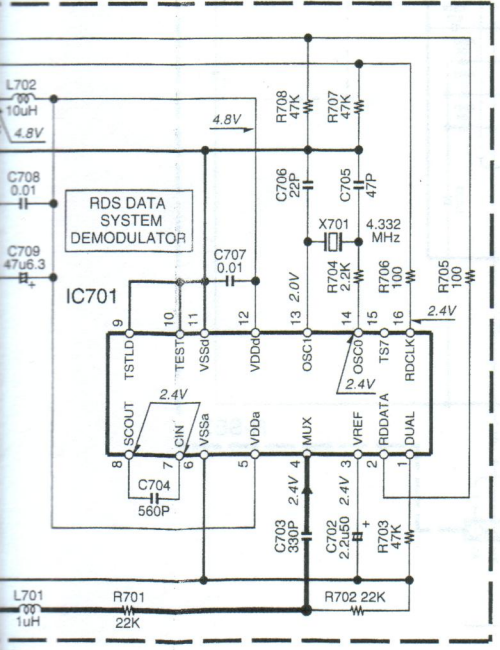 L702
10uH
4.8V
C708
0.01
C709
47u6.3
+
RDS DATA
SYSTEM
DEMODULATOR
4.8V
R708
47K
R707
47K
C706
22P
C705
47P
X701
4.332
MHz
C707
0.01
2.0V
R704
2.2K
R706
100
R705
100
2.4V
IC701
9
10
11
12
13
14
15
16
TSTLD
TEST
VSSd
VDDd
OSC1
OSC0
TS7
RDCLK
2.4V
2.4V
SCOUT
CIN
VSSa
VDDa
MUX
VREF
RDDATA
DUAL
8
7
6
5
4
3
2
1
C704
560P
2.4V
2.4V
C703
330P
C702
2.2u50
+
R703
47K
L701
1uH
R701
22K
R702 22K